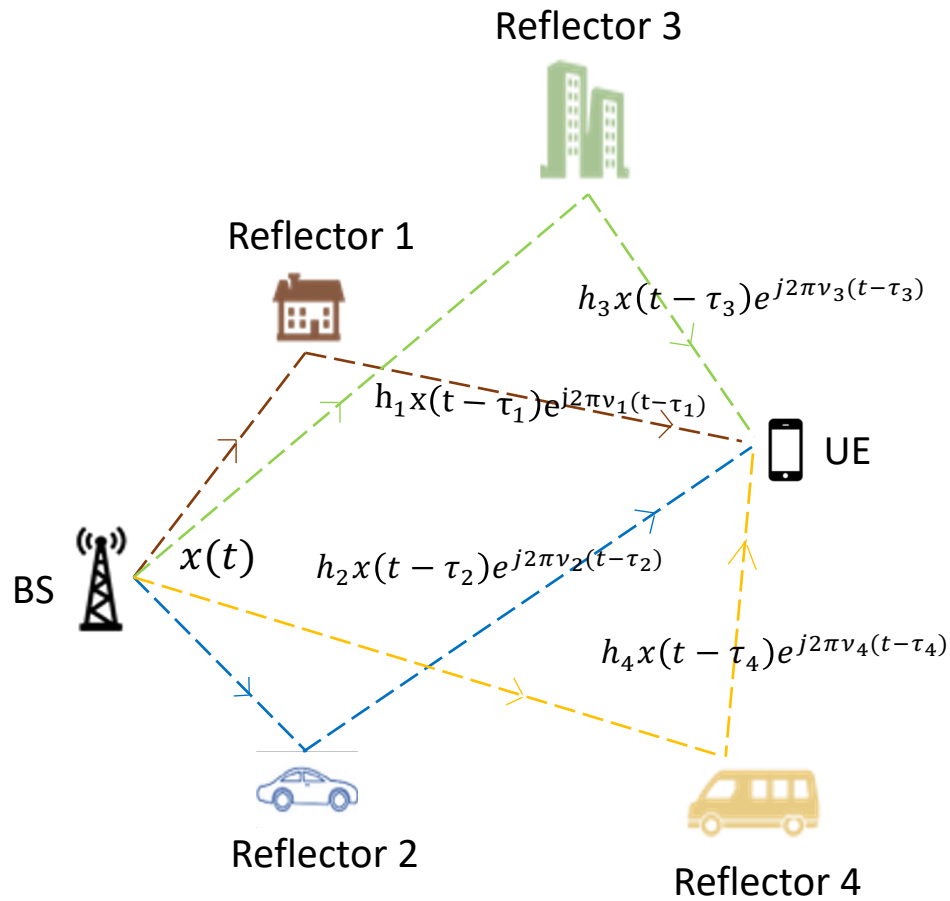 Reflector 3
Reflector 1
h₃x(t − τ₃)e^{j2πν₃(t−τ₃)}
h₁x(t − τ₁)e^{j2πν₁(t−τ₁)}
UE
x(t)
BS
h₂x(t − τ₂)e^{j2πν₂(t−τ₂)}
h₄x(t − τ₄)e^{j2πν₄(t−τ₄)}
Reflector 2
Reflector 4